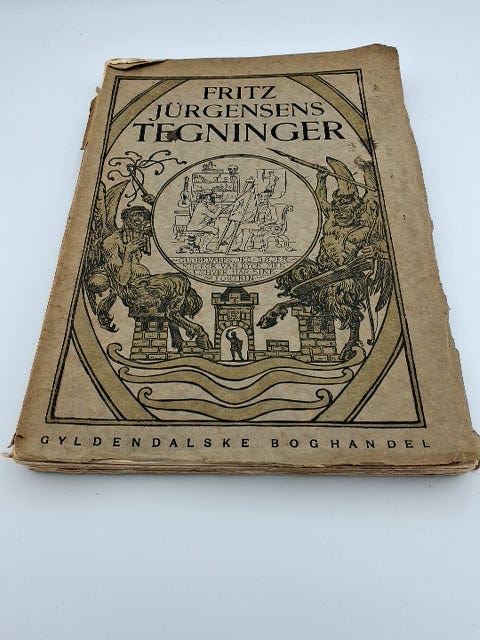 FRITZ
JÜRGENSENS
TEGNINGER
GYLDENDALSKE BOGHANDEL